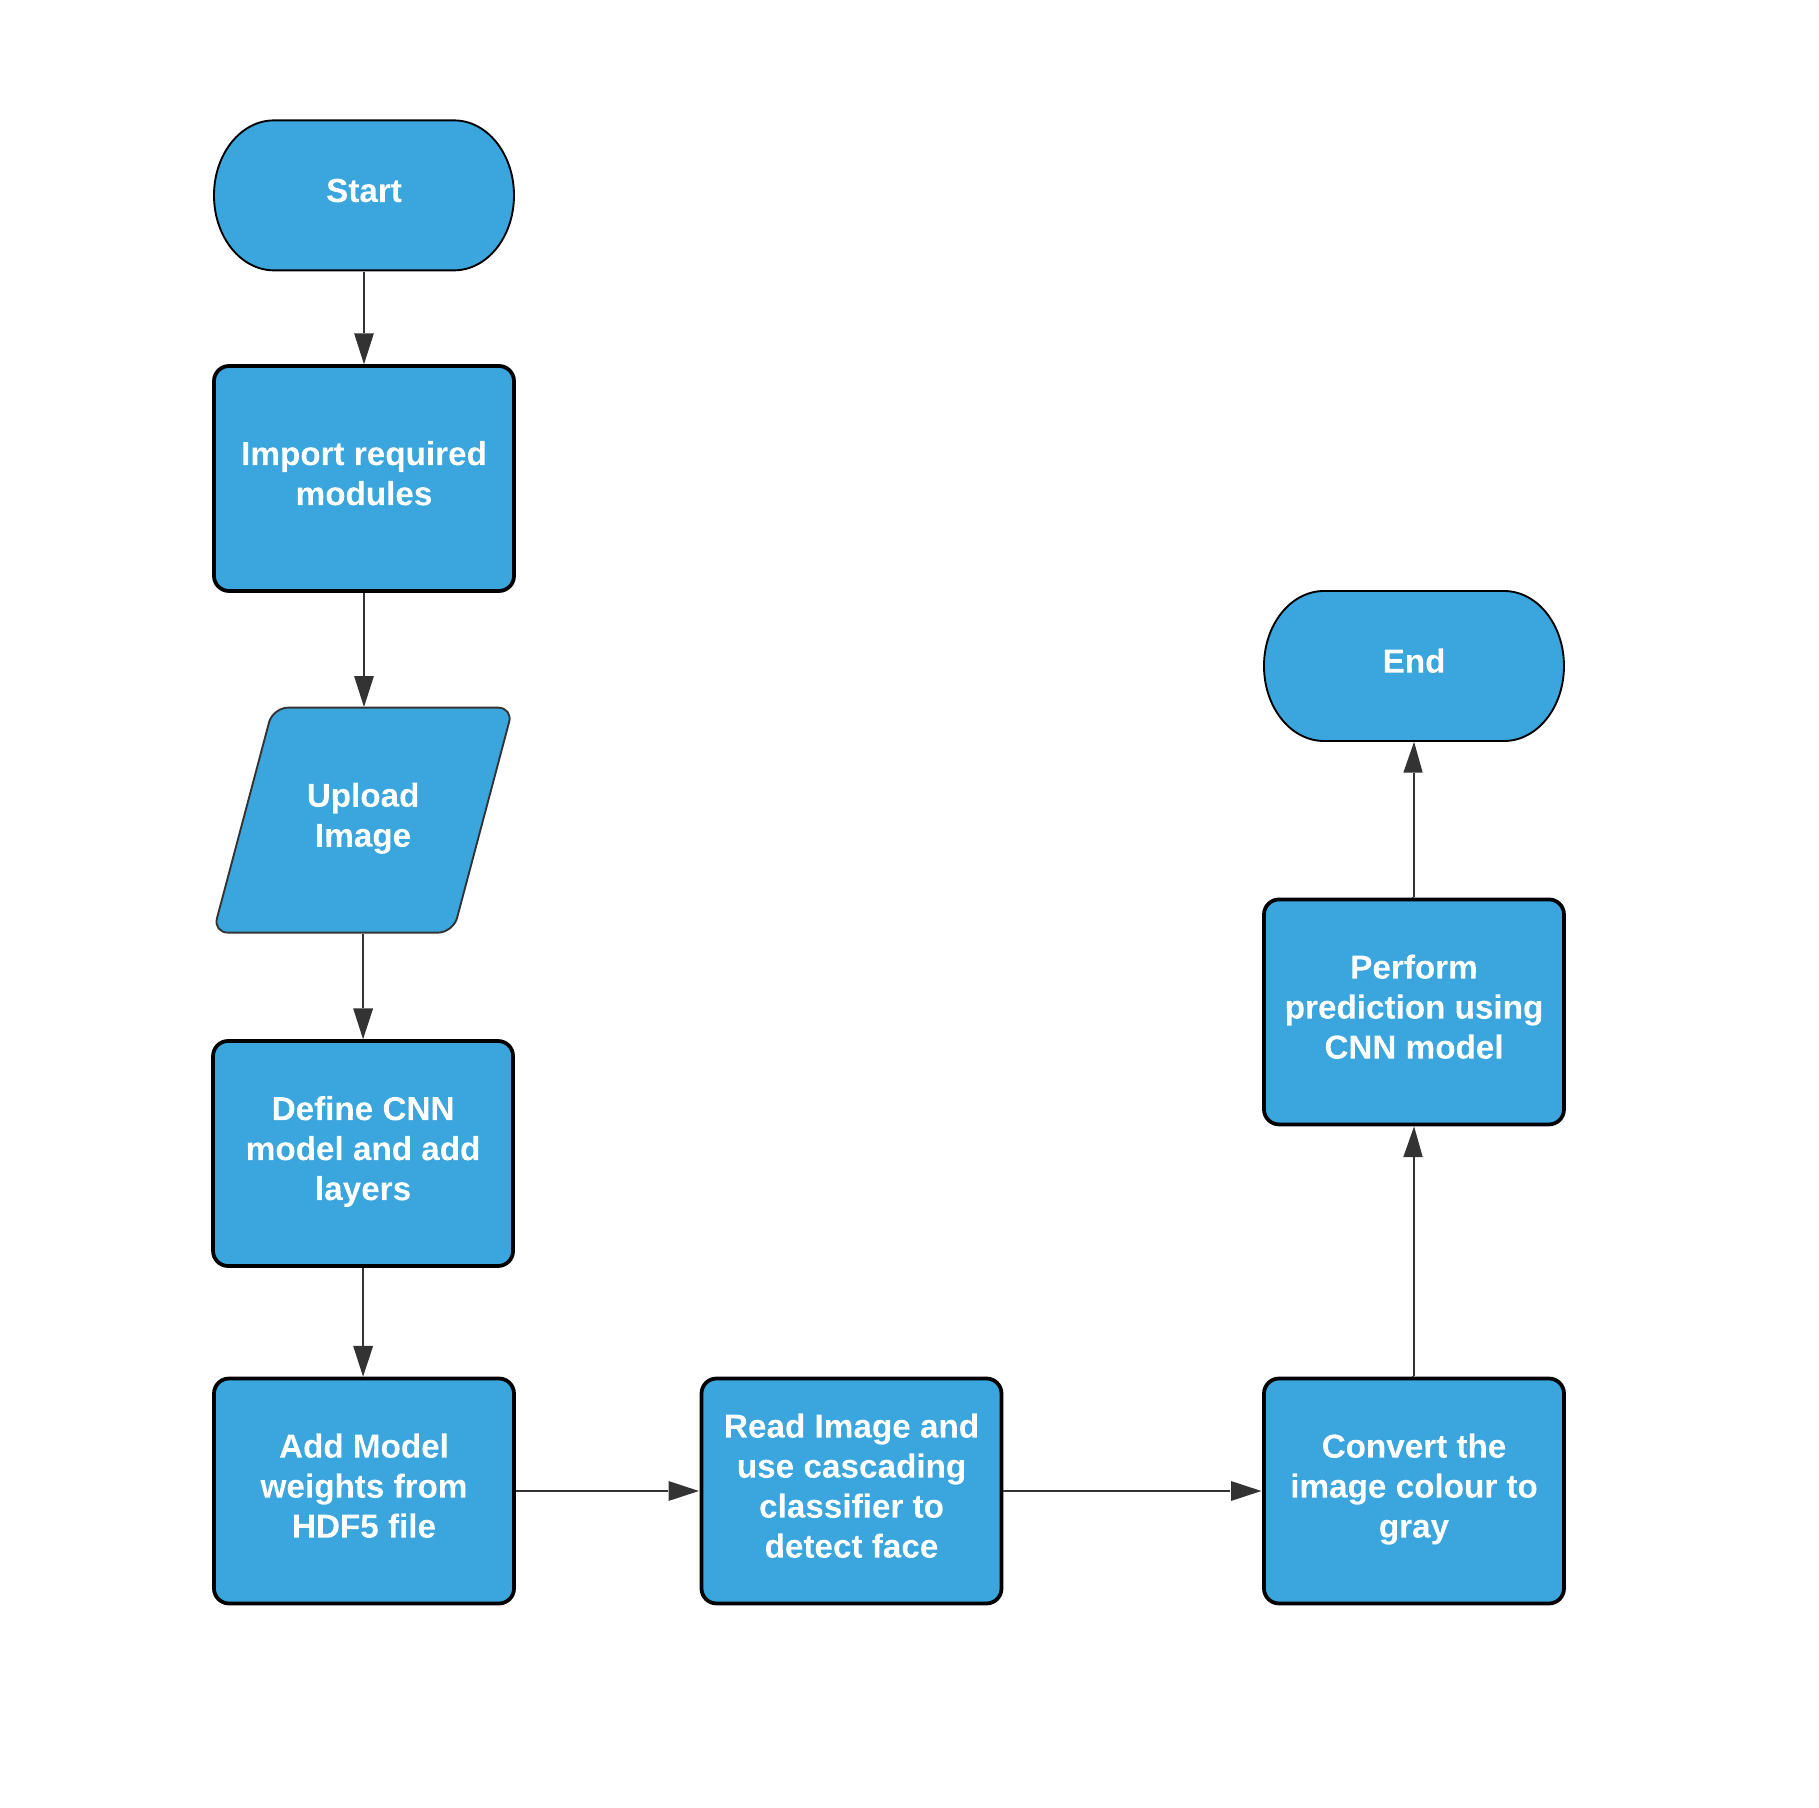 Start
Import required
modules
Upload
Image
Define CNN
model and add
layers
Add Model
weights from
HDF5 file
Read Image and
use cascading
classifier to
detect face
Convert the
image colour to
gray
Perform
prediction using
CNN model
End